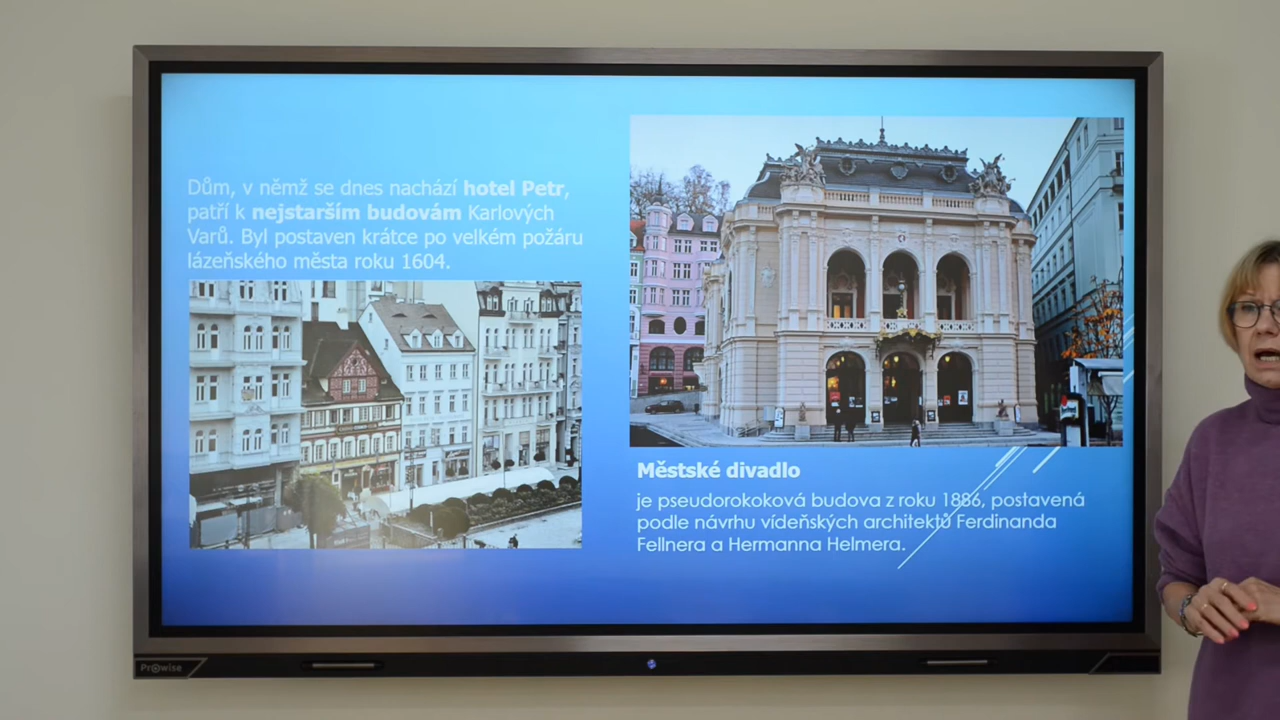 Dům, v němž se dnes nachází hotel Petr,
patří k nejstarším budovám Karlových
Varů. Byl postaven krátce po velkém požáru
lázeňského města roku 1604.
Městské divadlo
je pseudorokoková budova z roku 1886, postavená
podle návrhu vídeňských architektů Ferdinanda
Fellnera a Hermanna Helmera.
Prowise